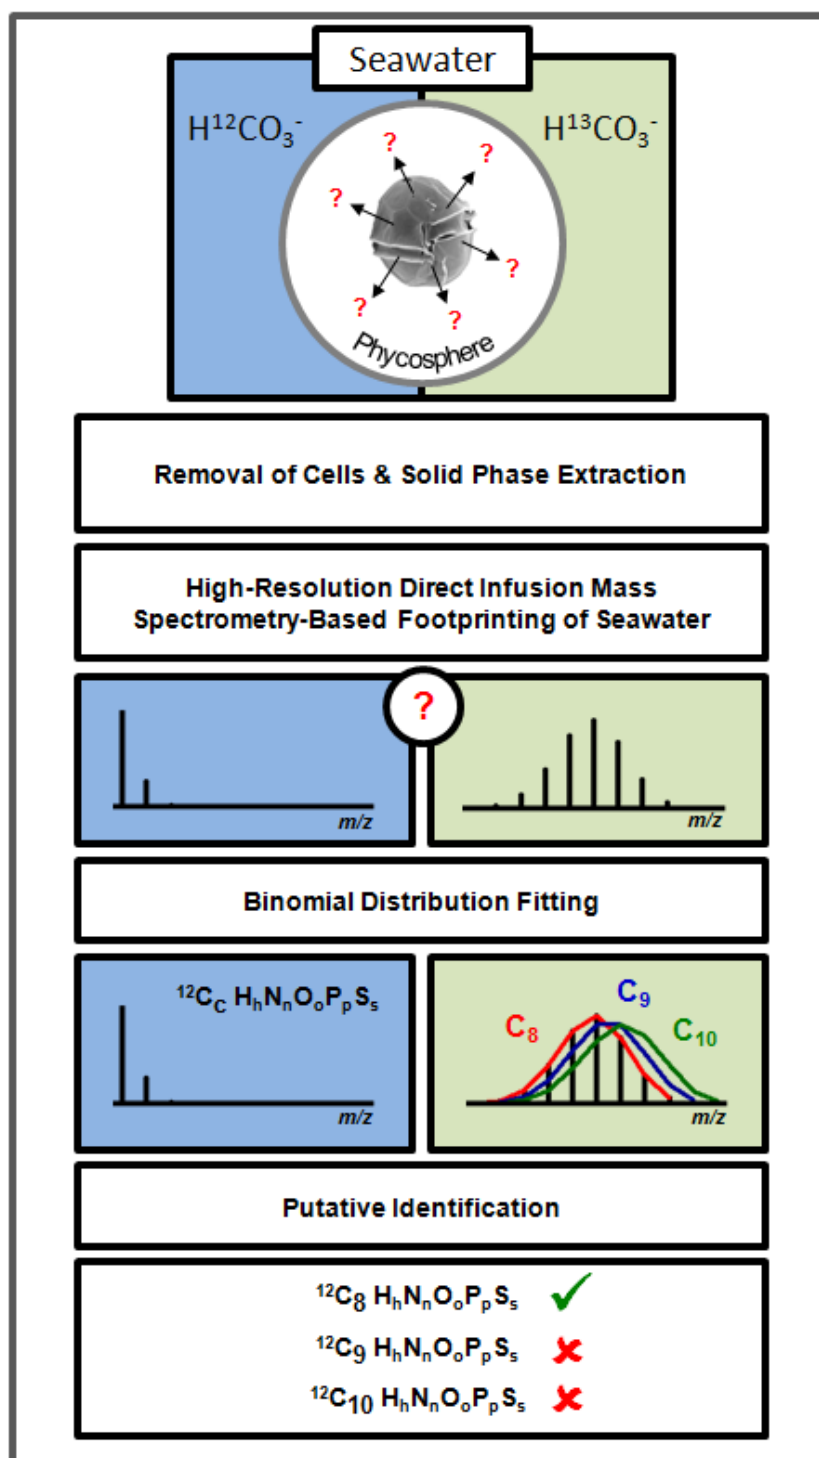 Seawater
H¹²CO₃⁻
H¹³CO₃⁻
?
?
?
?
?
?
?
Phycosphere
Removal of Cells & Solid Phase Extraction
High-Resolution Direct Infusion Mass
Spectrometry-Based Footprinting of Seawater
?
m/z
m/z
Binomial Distribution Fitting
¹²C_C HₕNₙOₒPₚSₛ
C₈
C₉
C₁₀
m/z
m/z
Putative Identification
¹²C₈ HₕNₙOₒPₚSₛ
¹²C₉ HₕNₙOₒPₚSₛ
¹²C₁₀ HₕNₙOₒPₚSₛ